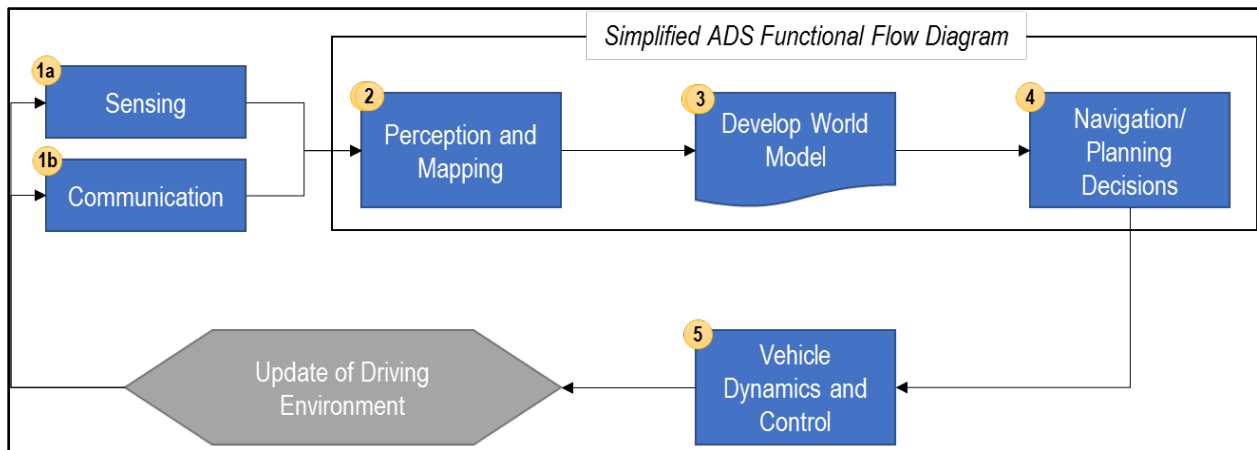 Simplified ADS Functional Flow Diagram
1a
Sensing
1b
Communication
2
Perception and
Mapping
3
Develop World
Model
4
Navigation/
Planning
Decisions
5
Vehicle
Dynamics and
Control
Update of Driving
Environment